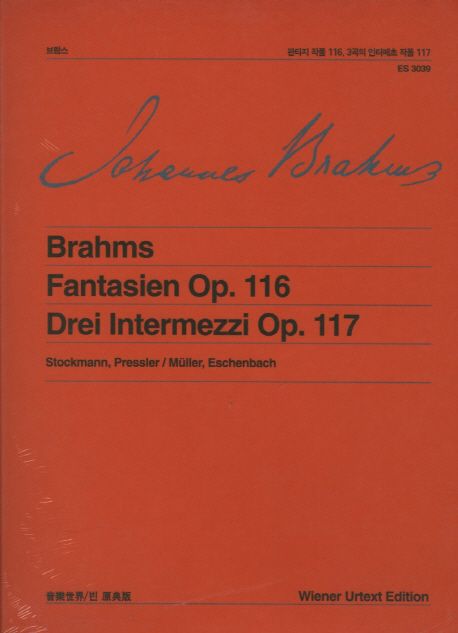 브람스
판타지 작품 116, 3곡의 인터메초 작품 117
ES 3039
Johannes Brahms
Brahms
Fantasien Op. 116
Drei Intermezzi Op. 117
Stockmann, Pressler / Müller, Eschenbach
音樂世界/빈 原典版
Wiener Urtext Edition